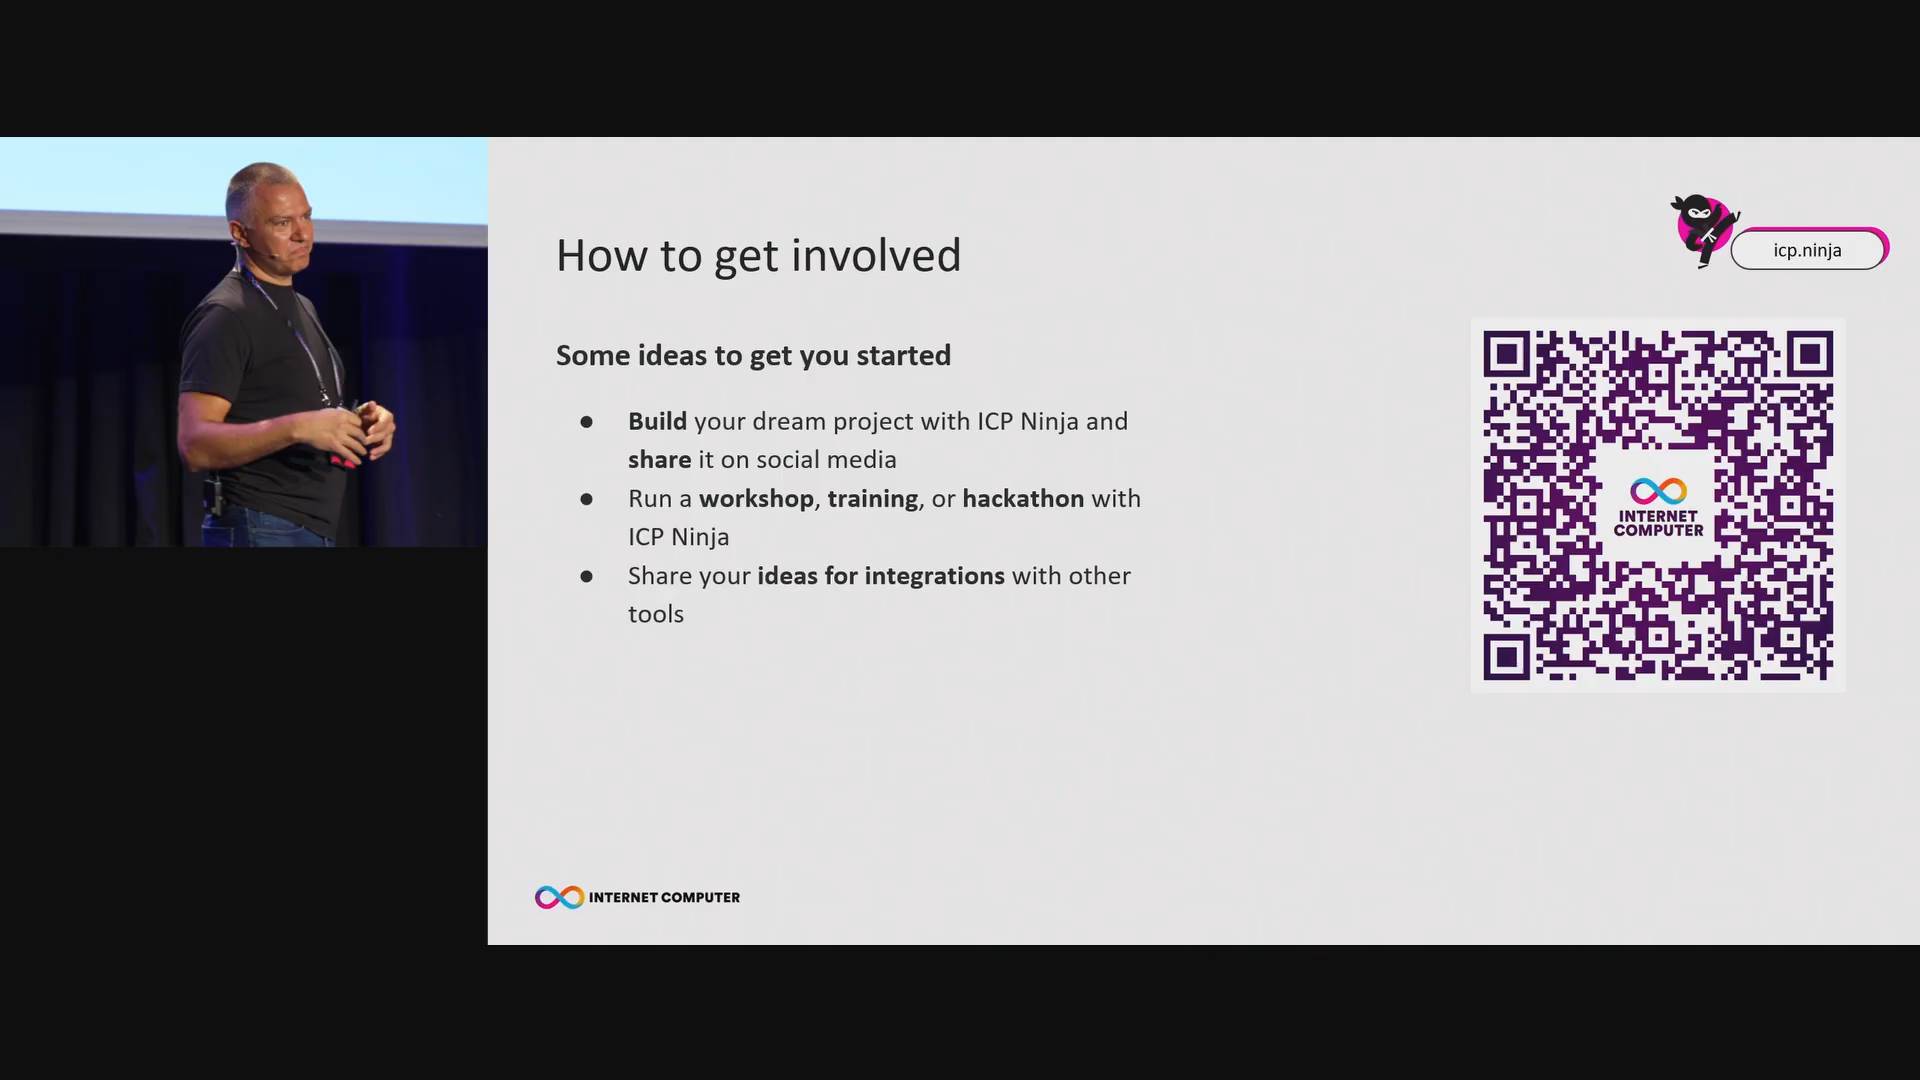 How to get involved
icp.ninja
Some ideas to get you started
● Build your dream project with ICP Ninja and
share it on social media
● Run a workshop, training, or hackathon with
ICP Ninja
● Share your ideas for integrations with other
tools
INTERNET
COMPUTER
INTERNET COMPUTER